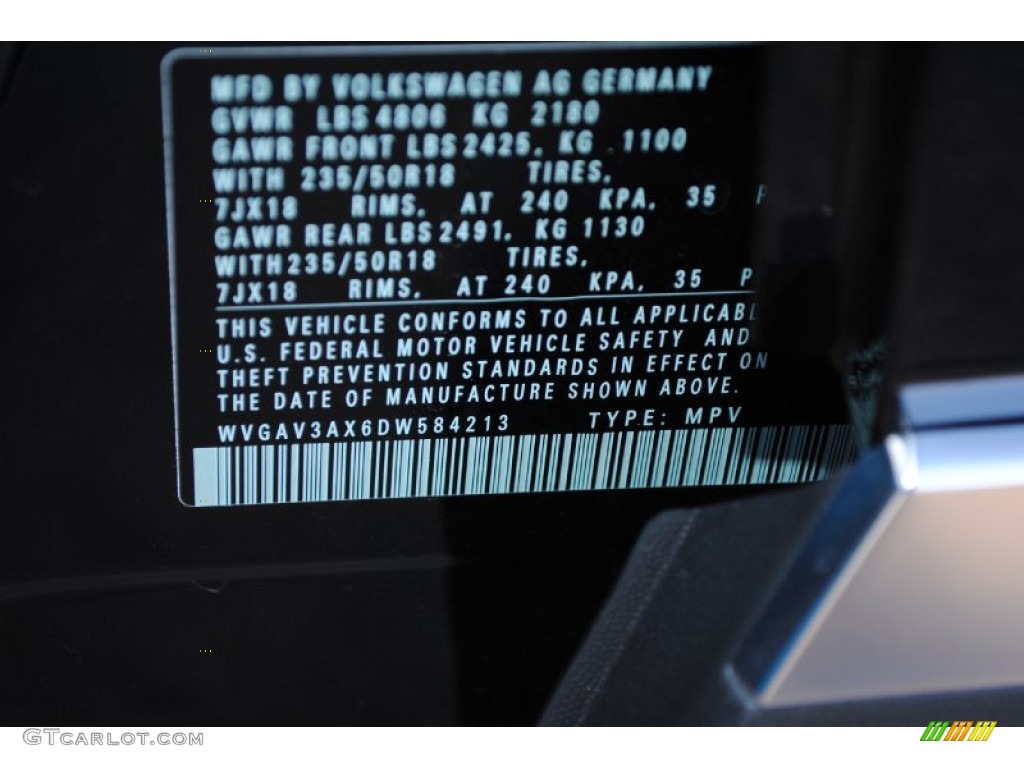 MFD BY VOLKSWAGEN AG GERMANY
GVWR LBS 4806 KG 2180
GAWR FRONT LBS 2425. KG 1100
WITH 235/50R18 TIRES.
7JX18 RIMS. AT 240 KPA. 35 P
GAWR REAR LBS 2491. KG 1130
WITH 235/50R18 TIRES.
7JX18 RIMS. AT 240 KPA. 35 P
THIS VEHICLE CONFORMS TO ALL APPLICABL
U.S. FEDERAL MOTOR VEHICLE SAFETY AND
THEFT PREVENTION STANDARDS IN EFFECT ON
THE DATE OF MANUFACTURE SHOWN ABOVE.
WVGAV3AX6DW584213 TYPE: MPV
GTCARLOT.COM